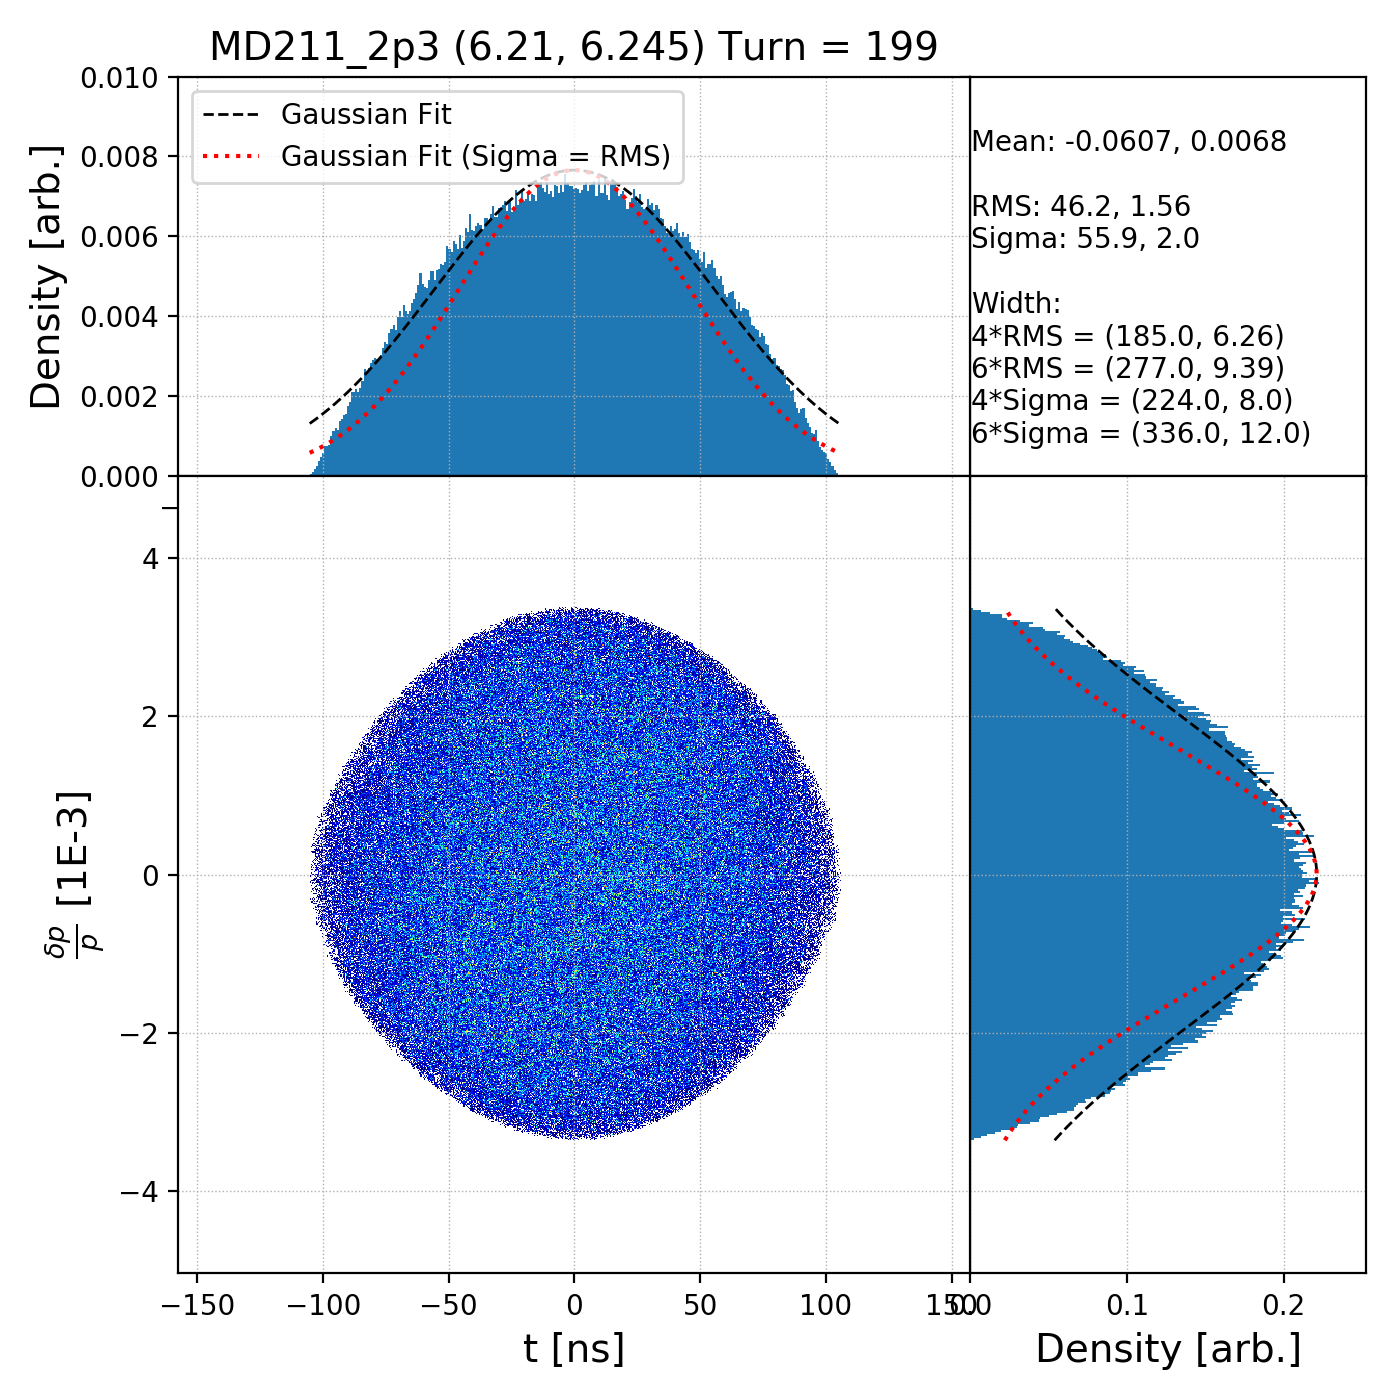 MD211_2p3 (6.21, 6.245) Turn = 199
0.010
0.008
0.006
0.004
0.002
0.000
Density [arb.]
Gaussian Fit
Gaussian Fit (Sigma = RMS)
Mean: -0.0607, 0.0068
RMS: 46.2, 1.56
Sigma: 55.9, 2.0
Width:
4*RMS = (185.0, 6.26)
6*RMS = (277.0, 9.39)
4*Sigma = (224.0, 8.0)
6*Sigma = (336.0, 12.0)
4
2
0
−2
−4
δp/p [1E-3]
−150 −100 −50 0 50 100 150
0.0 0.1 0.2
t [ns]
Density [arb.]